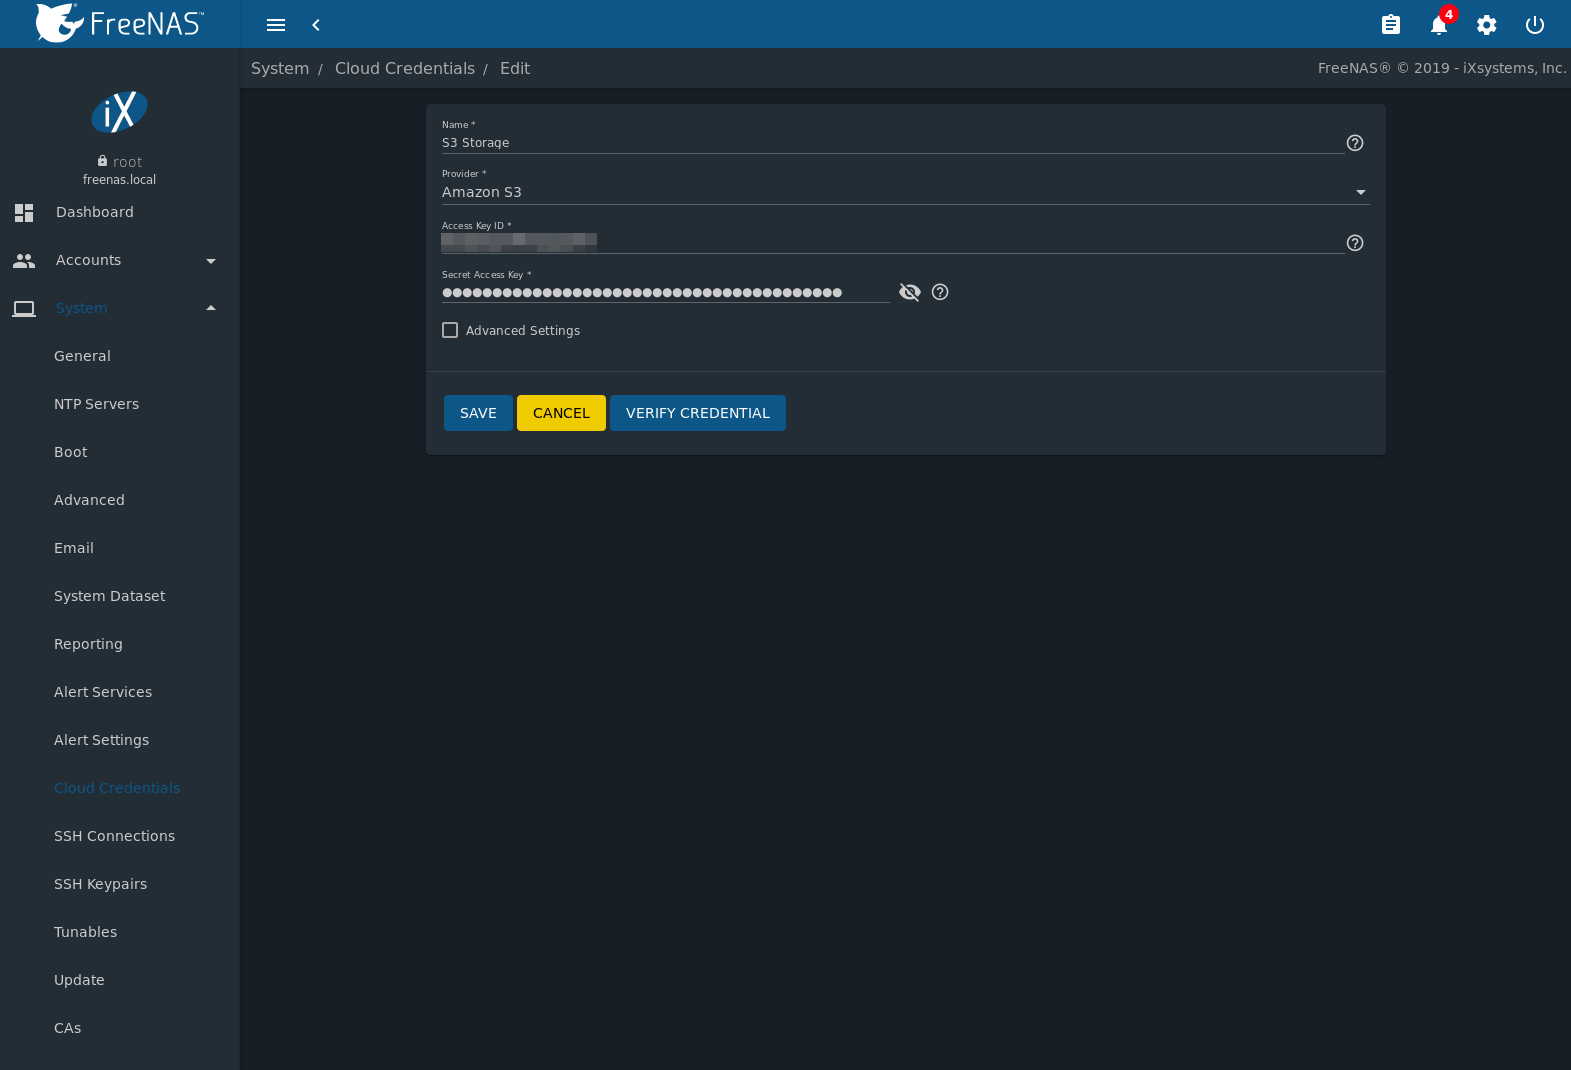 FreeNAS™
4
System / Cloud Credentials / Edit
FreeNAS® © 2019 - iXsystems, Inc.
iX
root
freenas.local
Dashboard
Accounts
System
General
NTP Servers
Boot
Advanced
Email
System Dataset
Reporting
Alert Services
Alert Settings
Cloud Credentials
SSH Connections
SSH Keypairs
Tunables
Update
CAs
Name *
S3 Storage
Provider *
Amazon S3
Access Key ID *
Secret Access Key *
●●●●●●●●●●●●●●●●●●●●●●●●●●●●●●●●●●●●●●●●
Advanced Settings
SAVE
CANCEL
VERIFY CREDENTIAL